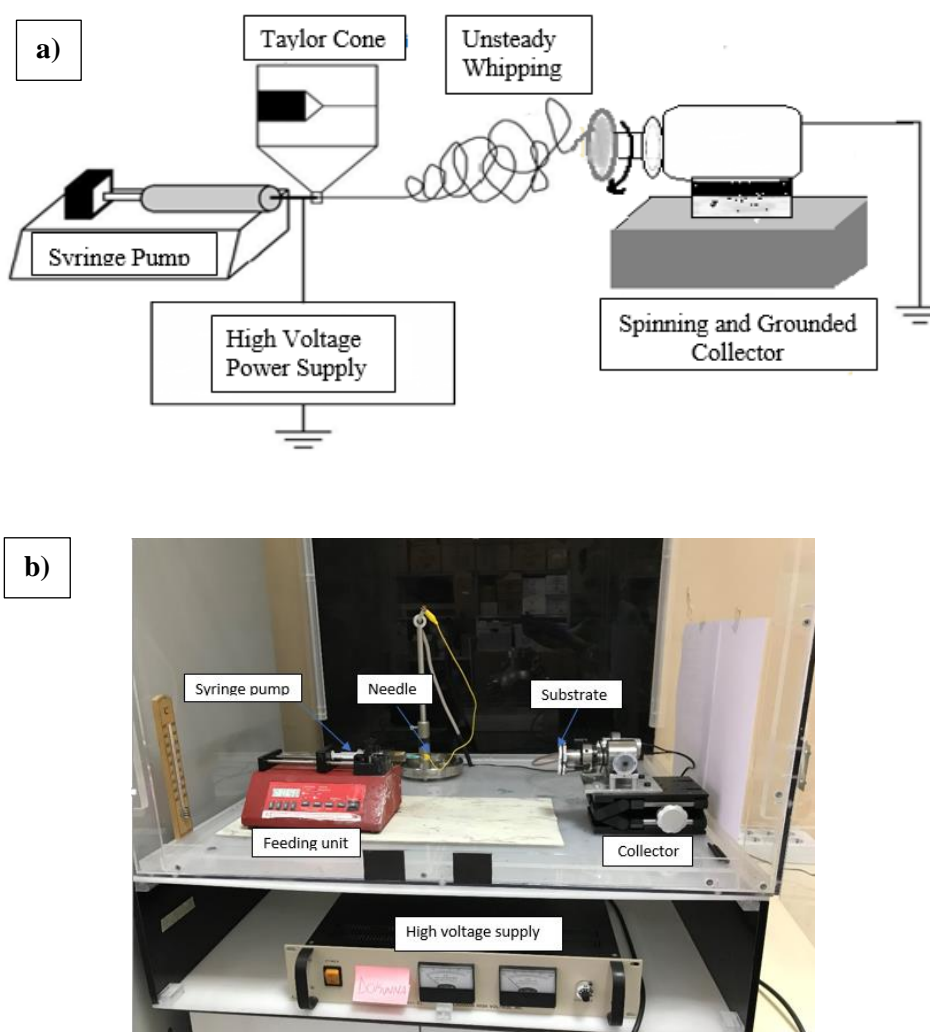 a)
Taylor Cone
Unsteady
Whipping
Syringe Pump
High Voltage
Power Supply
Spinning and Grounded
Collector
b)
Syringe pump
Needle
Substrate
Feeding unit
Collector
High voltage supply